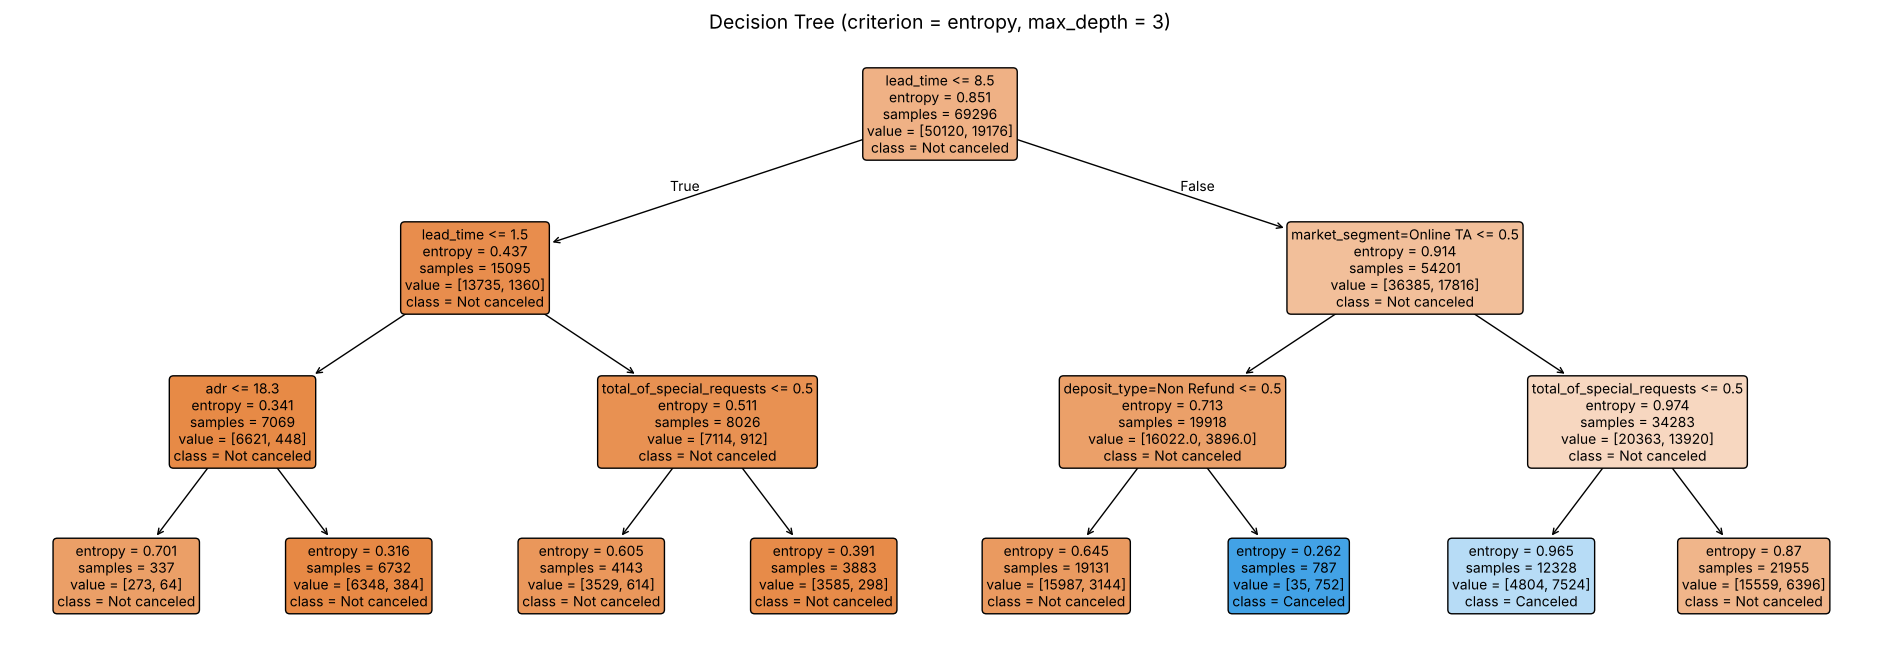 Decision Tree (criterion = entropy, max_depth = 3)
lead_time <= 8.5
entropy = 0.851
samples = 69296
value = [50120, 19176]
class = Not canceled
True
False
lead_time <= 1.5
entropy = 0.437
samples = 15095
value = [13735, 1360]
class = Not canceled
market_segment=Online TA <= 0.5
entropy = 0.914
samples = 54201
value = [36385, 17816]
class = Not canceled
adr <= 18.3
entropy = 0.341
samples = 7069
value = [6621, 448]
class = Not canceled
total_of_special_requests <= 0.5
entropy = 0.511
samples = 8026
value = [7114, 912]
class = Not canceled
deposit_type=Non Refund <= 0.5
entropy = 0.713
samples = 19918
value = [16022.0, 3896.0]
class = Not canceled
total_of_special_requests <= 0.5
entropy = 0.974
samples = 34283
value = [20363, 13920]
class = Not canceled
entropy = 0.701
samples = 337
value = [273, 64]
class = Not canceled
entropy = 0.316
samples = 6732
value = [6348, 384]
class = Not canceled
entropy = 0.605
samples = 4143
value = [3529, 614]
class = Not canceled
entropy = 0.391
samples = 3883
value = [3585, 298]
class = Not canceled
entropy = 0.645
samples = 19131
value = [15987, 3144]
class = Not canceled
entropy = 0.262
samples = 787
value = [35, 752]
class = Canceled
entropy = 0.965
samples = 12328
value = [4804, 7524]
class = Canceled
entropy = 0.87
samples = 21955
value = [15559, 6396]
class = Not canceled